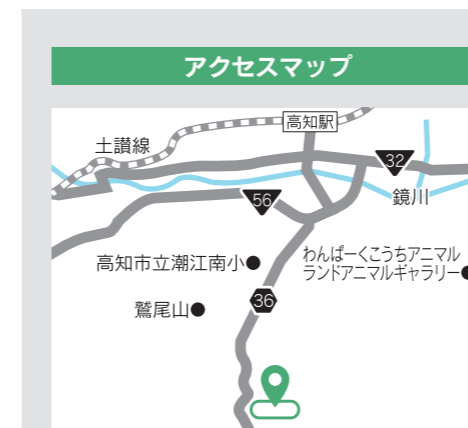 アクセスマップ
高知駅
土讃線
32
鏡川
56
わんぱーくこうちアニマル
ランドアニマルギャラリー●
高知市立潮江南小●
36
鷲尾山●